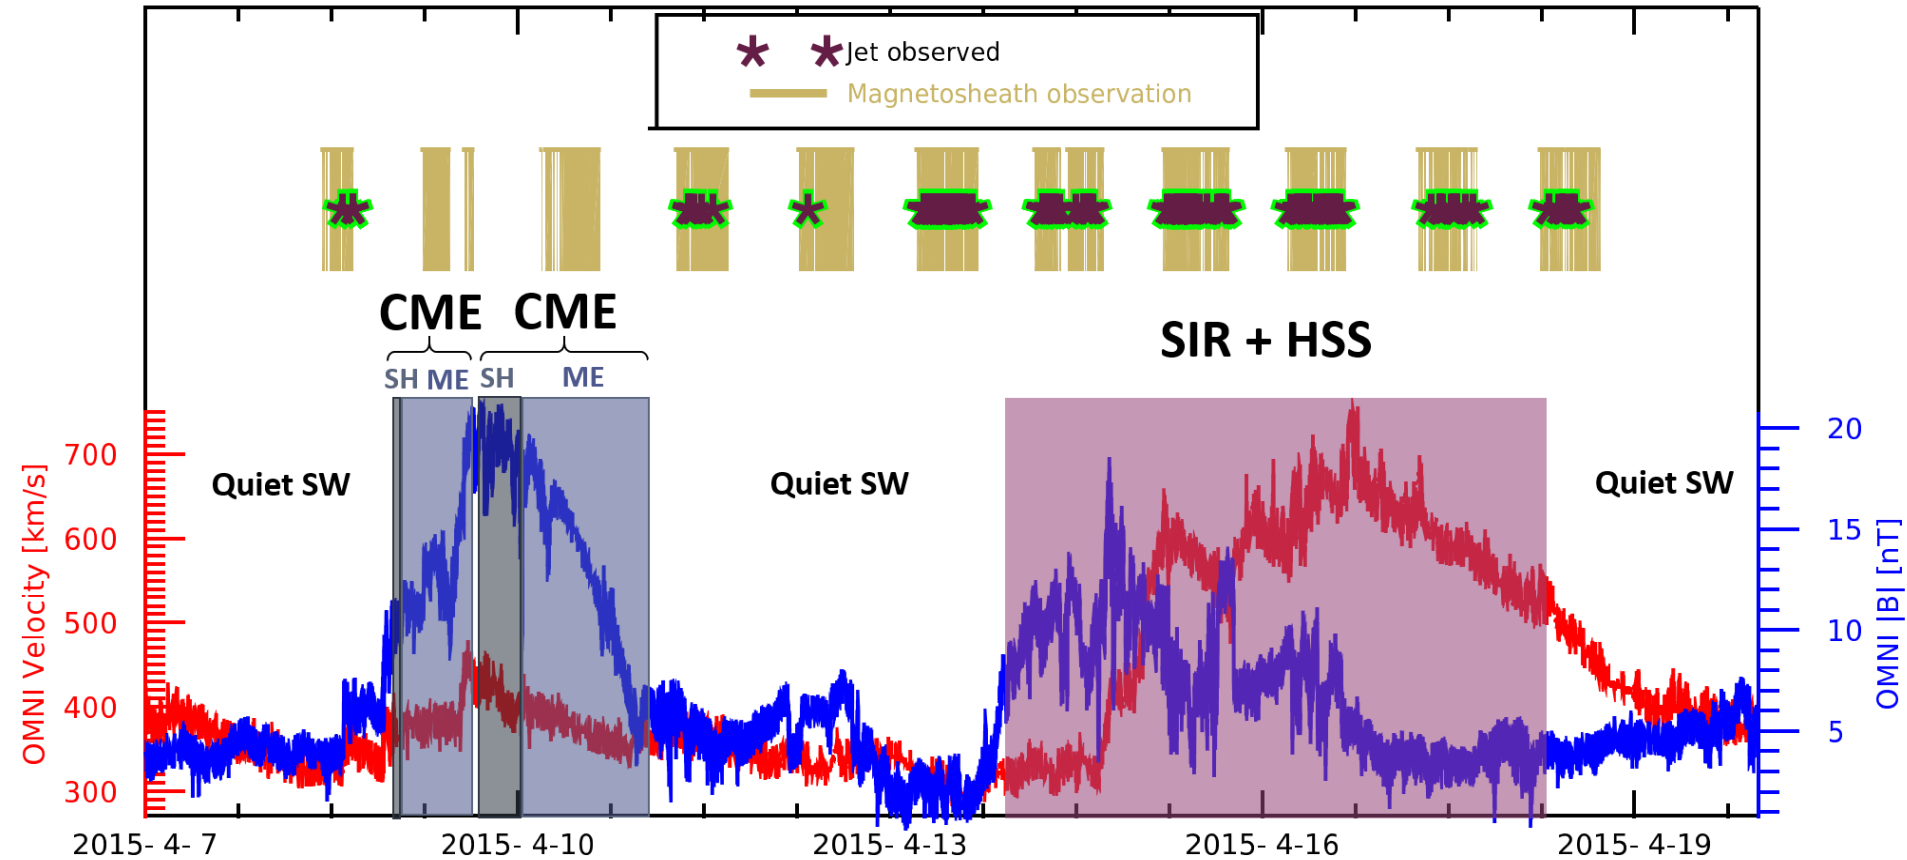 Jet observed
Magnetosheath observation
CME CME
SIR + HSS
SH ME SH ME
Quiet SW Quiet SW Quiet SW
OMNI Velocity [km/s]
700
600
500
400
300
OMNI |B| [nT]
20
15
10
5
2015- 4- 7 2015- 4-10 2015- 4-13 2015- 4-16 2015- 4-19